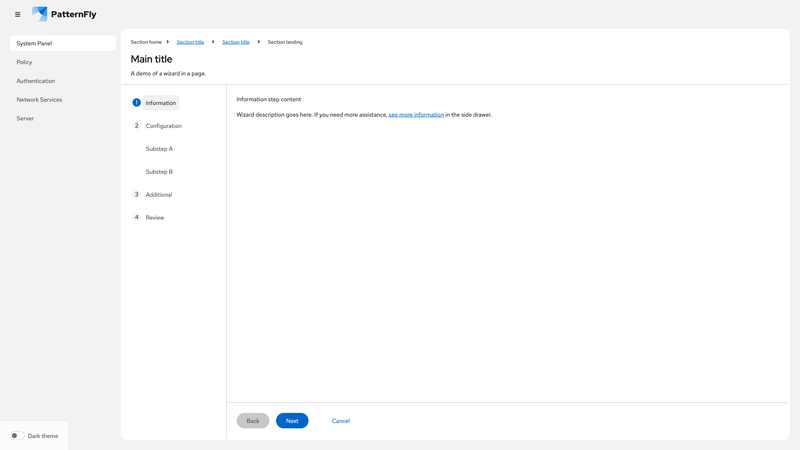 PatternFly
System Panel
Policy
Authentication
Network Services
Server
Section home Section title Section title Section landing
Main title
A demo of a wizard in a page.
1 Information
2 Configuration
Substep A
Substep B
3 Additional
4 Review
Information step content
Wizard description goes here. If you need more assistance, see more information in the side drawer.
Back Next Cancel
Dark theme